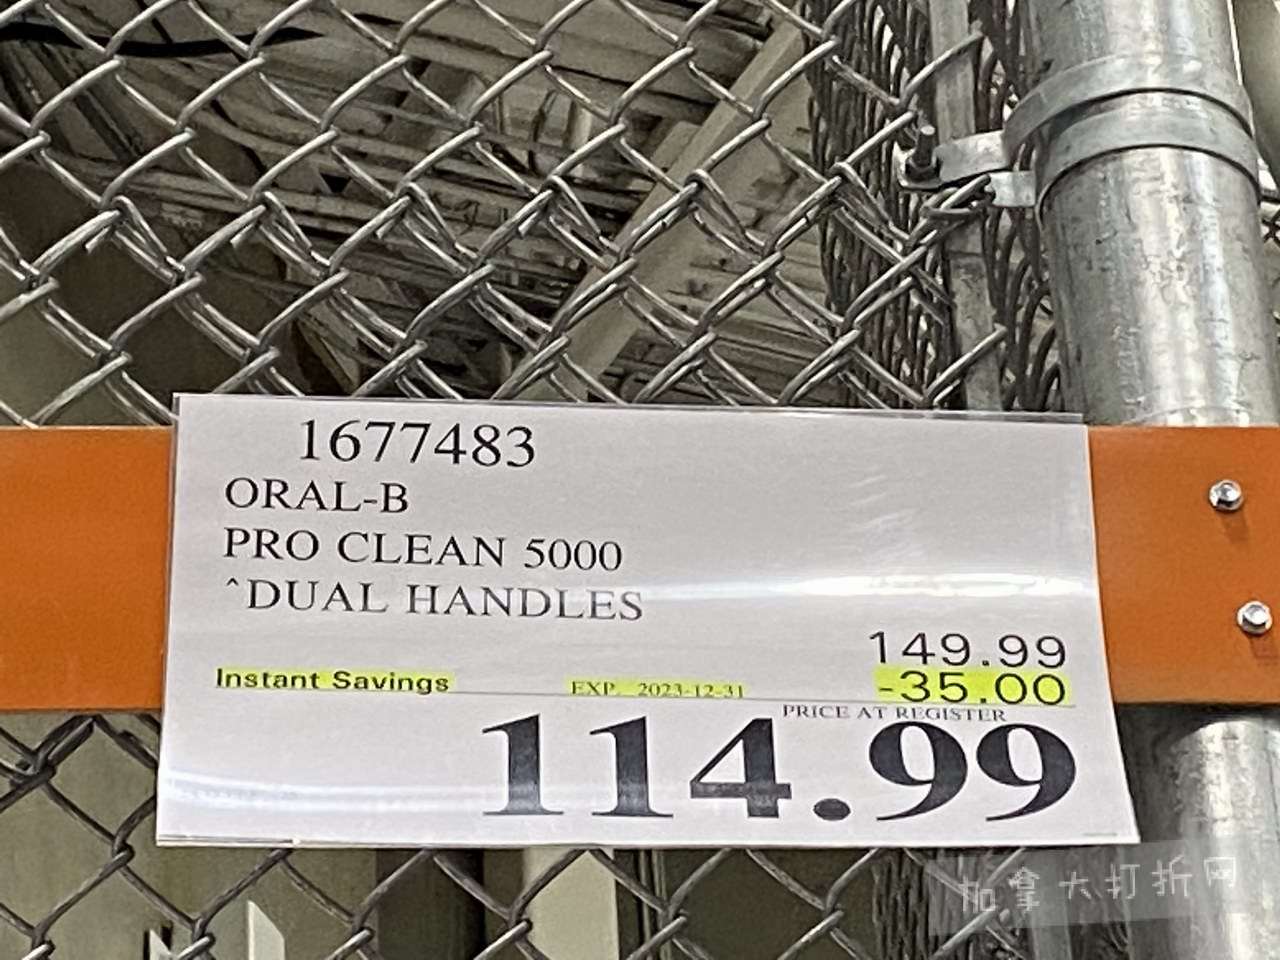 1677483
ORAL-B
PRO CLEAN 5000
^DUAL HANDLES
149.99
Instant Savings EXP. 2023-12-31 -35.00
PRICE AT REGISTER
114.99
加拿大打折网